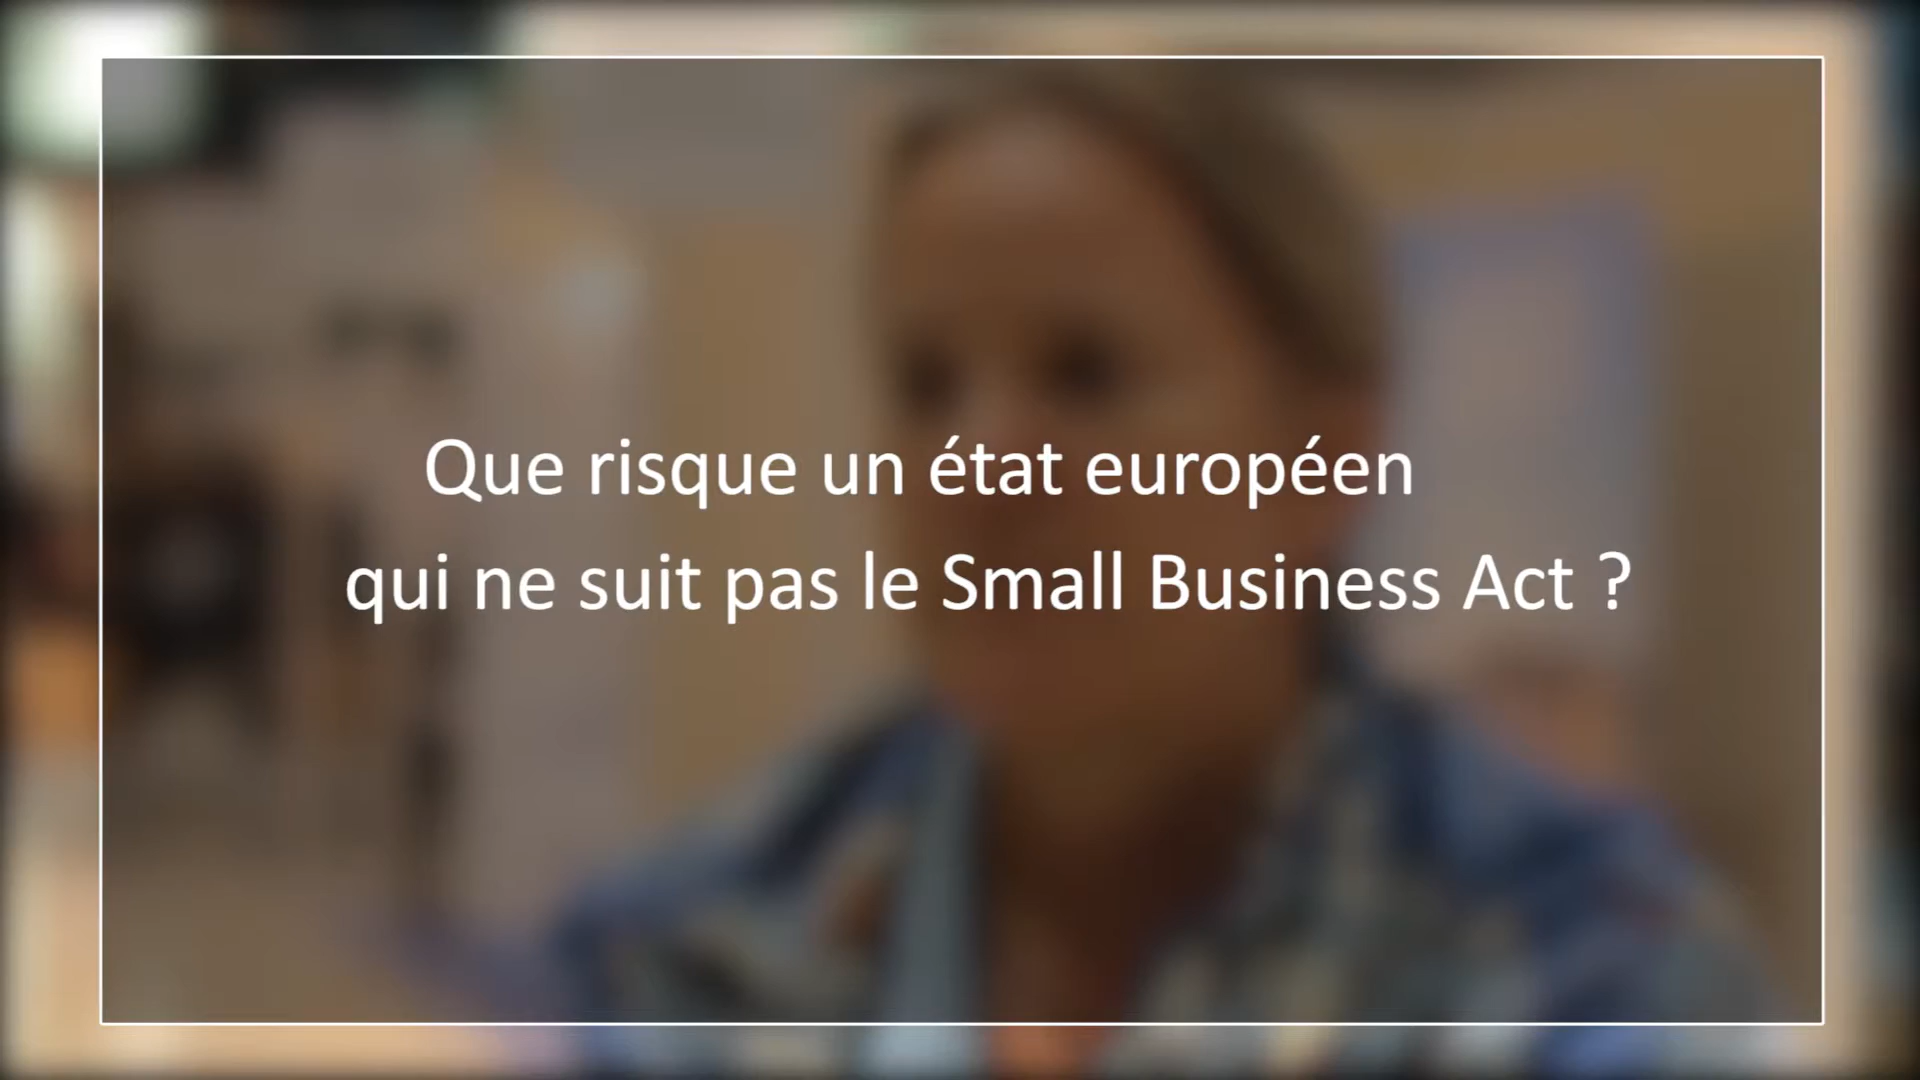 Que risque un état européen
qui ne suit pas le Small Business Act ?